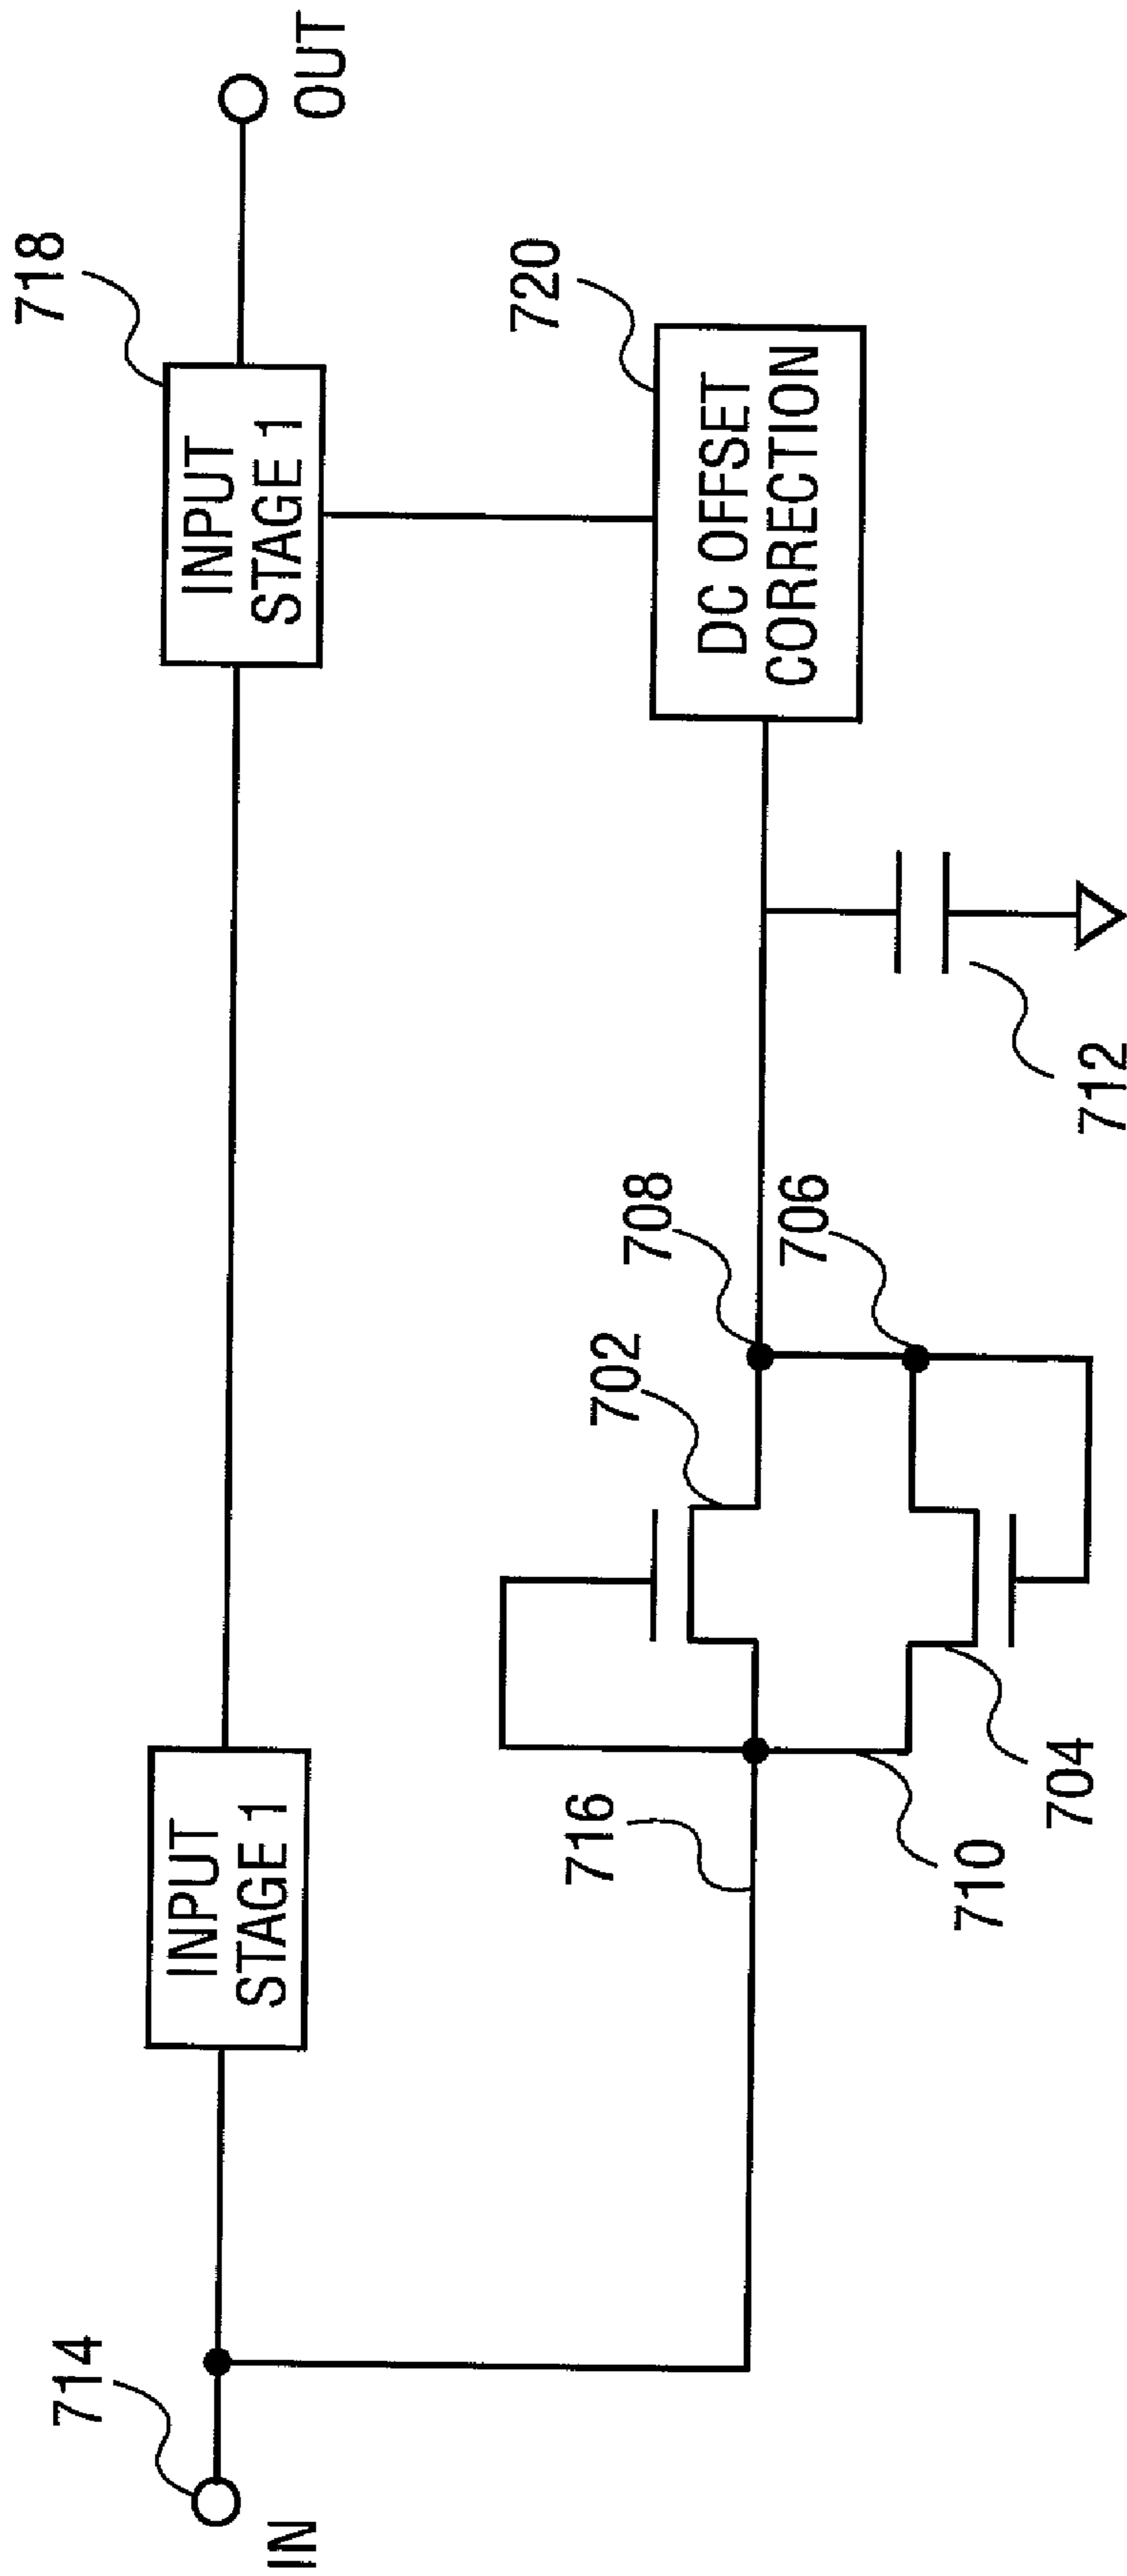 714
IN
INPUT
STAGE 1
718
INPUT
STAGE 1
OUT
716
702
708
706
710
704
712
720
DC OFFSET
CORRECTION